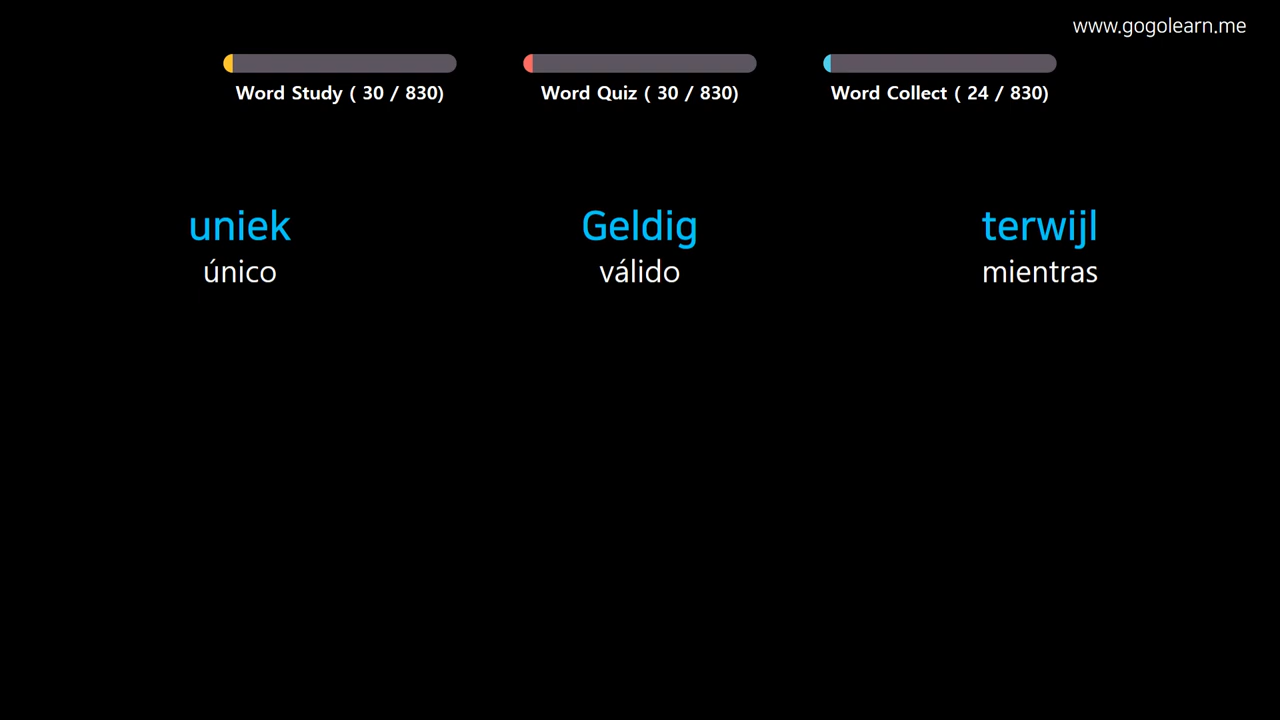 www.gogolearn.me
Word Study ( 30 / 830)
Word Quiz ( 30 / 830)
Word Collect ( 24 / 830)
uniek
único
Geldig
válido
terwijl
mientras